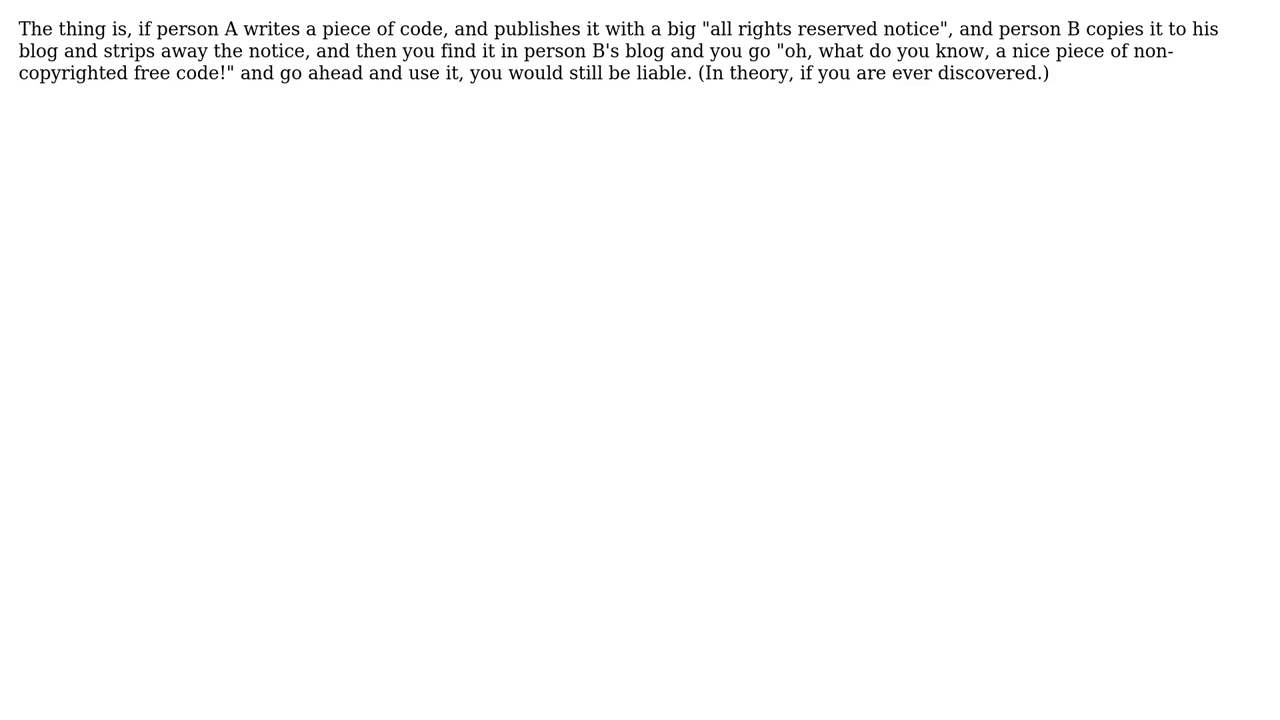 The thing is, if person A writes a piece of code, and publishes it with a big "all rights reserved notice", and person B copies it to his
blog and strips away the notice, and then you find it in person B's blog and you go "oh, what do you know, a nice piece of non-
copyrighted free code!" and go ahead and use it, you would still be liable. (In theory, if you are ever discovered.)